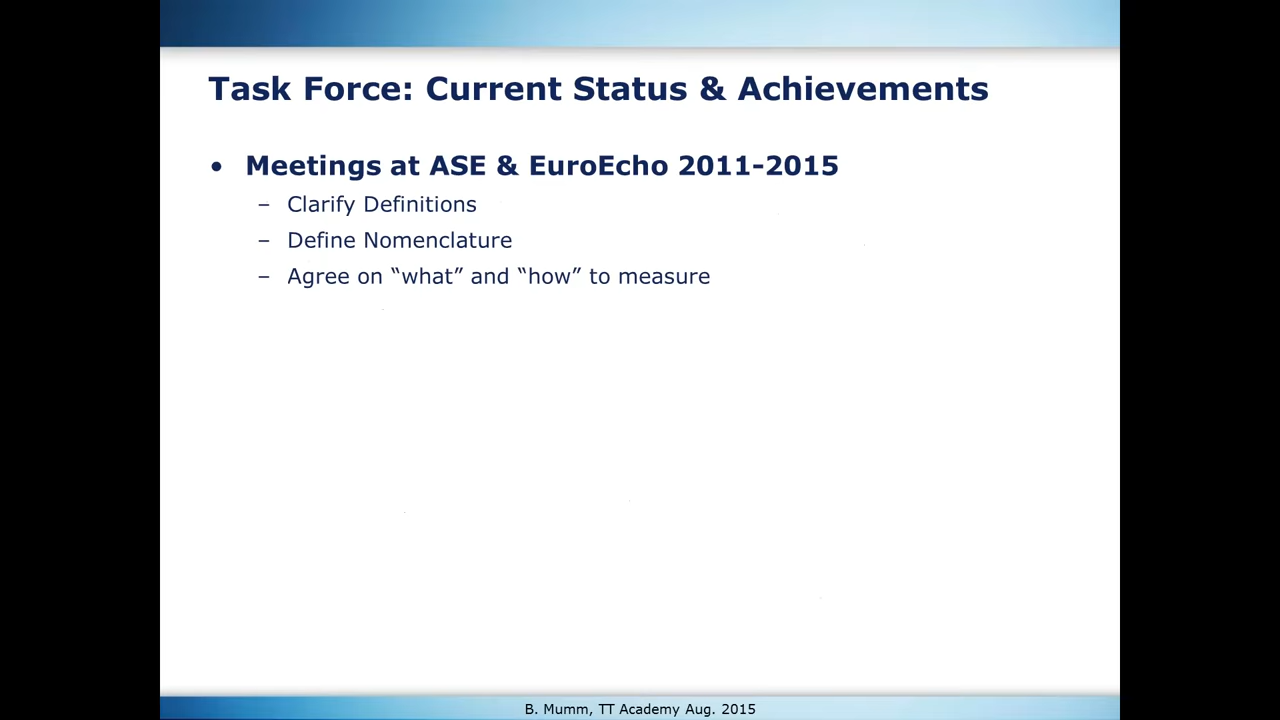 Task Force: Current Status & Achievements
• Meetings at ASE & EuroEcho 2011-2015
– Clarify Definitions
– Define Nomenclature
– Agree on “what” and “how” to measure
B. Mumm, TT Academy Aug. 2015